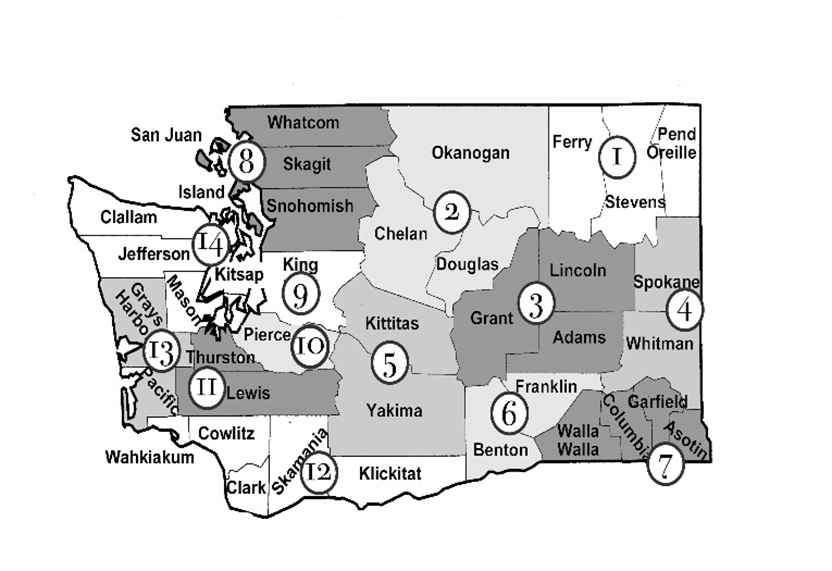 Whatcom
San Juan
8
Skagit
Island
Snohomish
Okanogan
Ferry
1
Pend
Oreille
Stevens
Clallam
2
Chelan
14
Jefferson
Kitsap
King
9
Douglas
Lincoln
Spokane
4
Grays
Harbo
Mason
Grant
3
Kittitas
Pierce
10
Adams
Whitman
13
Thurston
5
11
Lewis
Yakima
Pacific
Franklin
6
Garfield
Columbia
Asotin
Cowlitz
Walla
Walla
Benton
Wahkiakum
Skamania
12
Klickitat
7
Clark